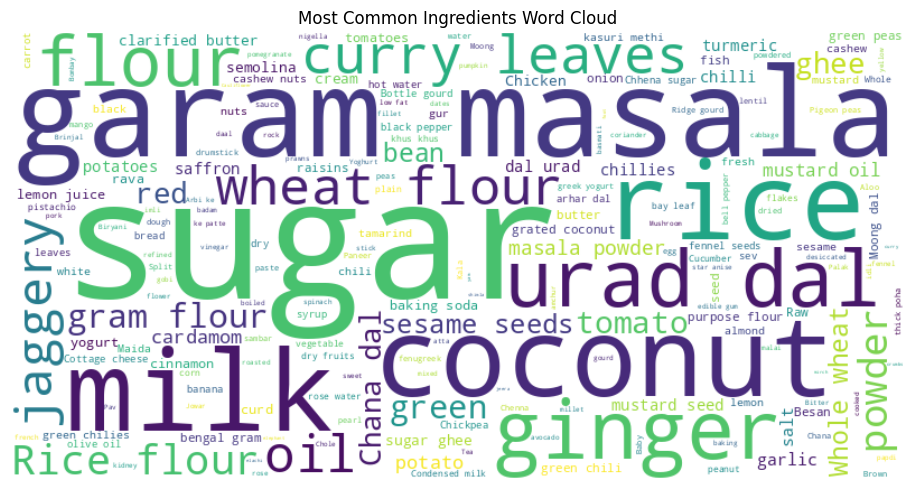 Most Common Ingredients Word Cloud
carrot
flour
clarified butter
semolina
cashew nuts
tomatoes
cream
curry leaves
nigella
water
Moong
kasuri methi
turmeric
pomegranate
powdered
cashew
green peas
ghee
mustard
Whole
yellow
garam masala
hot water
Bottle gourd
Chicken
onion
fish
Chhena sugar
chilli
pumpkin
black
nuts
sauce
gur
low fat
dates
fillet
Ridge gourd
lentil
Pigeon peas
mango
Brinjal
daal
rock
black pepper
khus khus
basmati
coriander
cabbage
drumstick
prawns
Yoghurt
bean
potatoes
rava
saffron
raisins
peas
dal urad
chillies
fresh
mustard oil
lemon juice
pistachio
pork
red
wheat flour
plain
greek yogurt
arhar dal
bay leaf
bell pepper
flakes
dried
Aloo
Moong dal
rice
imli
Arbi ke
badam
Biryani
dough
ke patte
bread
vinegar
tamarind
stick
Paneer
butter
grated coconut
Mushroom
leaves
white
refined
Split
gobi
dry
paste
chili
Kala
masala powder
egg
fennel seeds
Cucumber
star anise
sev
sesame
desiccated
Palak
fennel
curry
sugar
urad dal
jaggery
flower
boiled
spinach
syrup
baking soda
seed
edible gum
purpose flour
almond
Raw
thick poha
gram flour
cardamom
sambar
vegetable
sesame seeds
tomato
yogurt
Maida
Cottage cheese
cinnamon
corn
roasted
dry fruits
atta
fenugreek
mixed
gourd
malai
Whole wheat
powder
milk
banana
sweet
rose water
Chana dal
coconut
pearl
curd
green
Chickpea
Chenna
millet
mustard seed
lemon
salt
Besan
Bitter
cooked
Pav
French
green chilies
olive oil
kidney
bengal gram
rose
Chole
Tea
sugar ghee
potato
Condensed milk
ginger
avocado
green chili
Baby
baking
peanut
garlic
Chana
Brown
Rice flour
oil